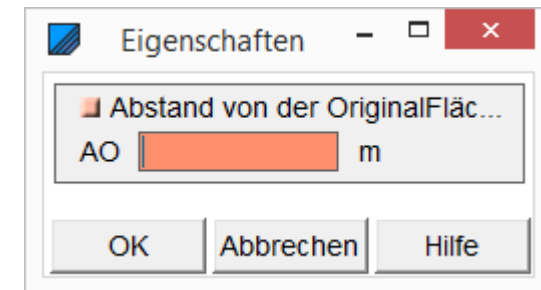 Eigenschaften
Abstand von der OriginalFläc...
AO m
OK Abbrechen Hilfe